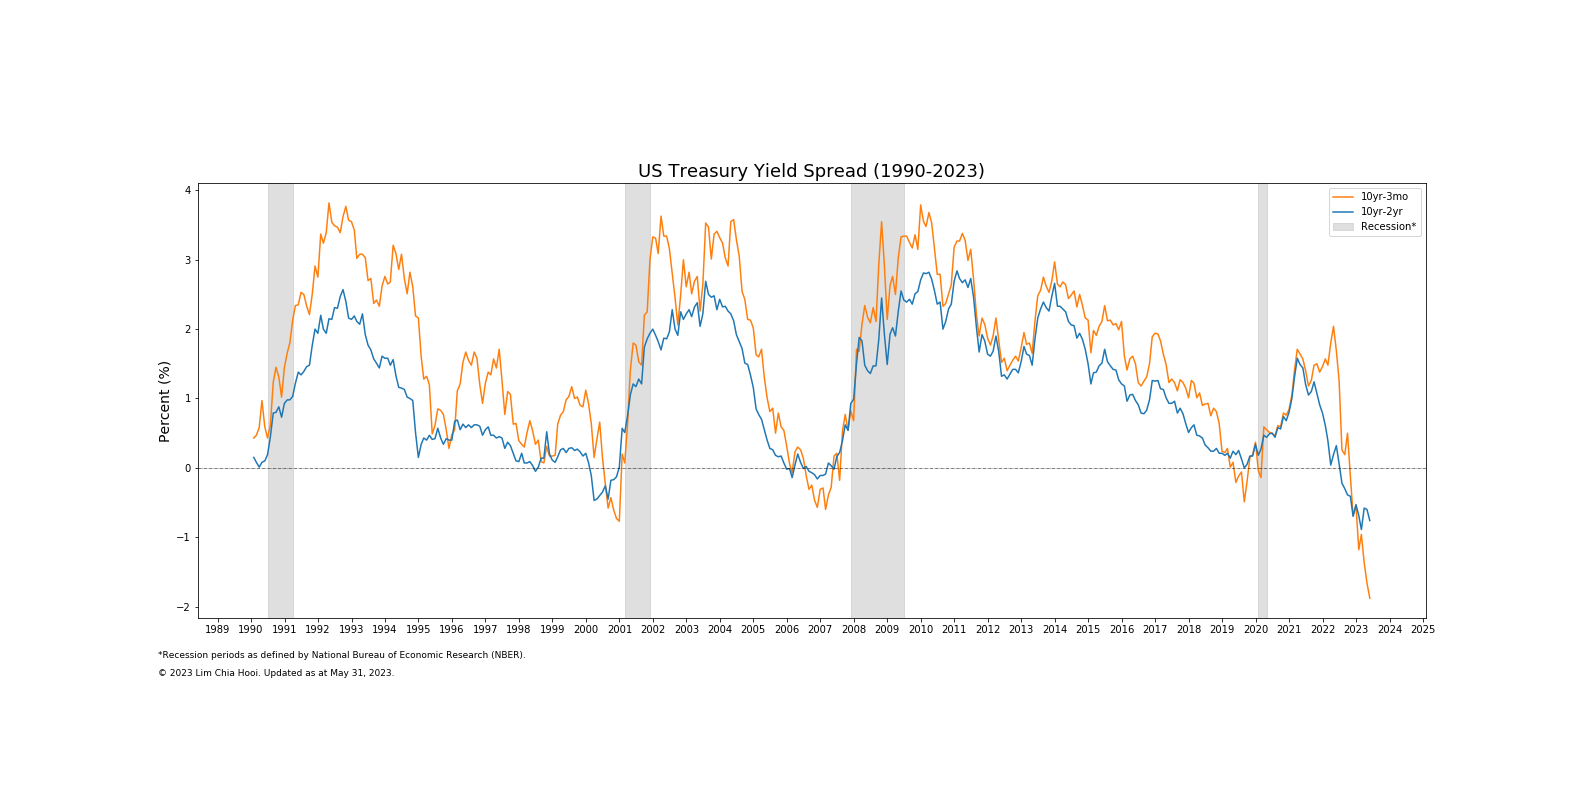 US Treasury Yield Spread (1990-2023)
10yr-3mo
10yr-2yr
Recession*
Percent (%)
4
3
2
1
0
−1
−2
1989 1990 1991 1992 1993 1994 1995 1996 1997 1998 1999 2000 2001 2002 2003 2004 2005 2006 2007 2008 2009 2010 2011 2012 2013 2014 2015 2016 2017 2018 2019 2020 2021 2022 2023 2024 2025
*Recession periods as defined by National Bureau of Economic Research (NBER).
© 2023 Lim Chia Hooi. Updated as at May 31, 2023.